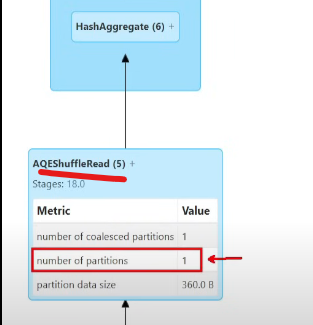 HashAggregate (6) +
AQEShuffleRead (5) +
Stages: 18.0
Metric Value
number of coalesced partitions 1
number of partitions 1
partition data size 360.0 B